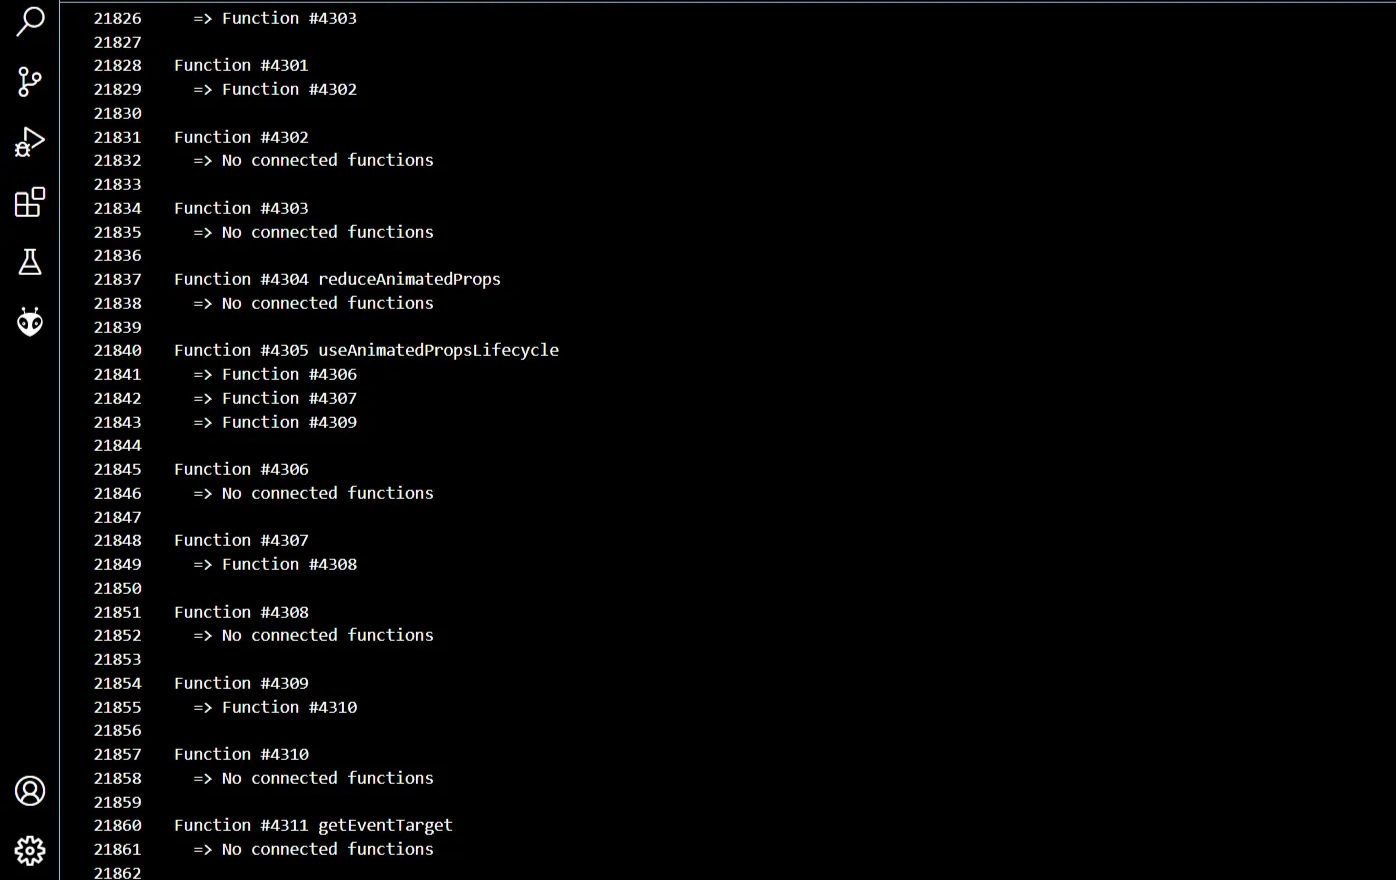 21826 => Function #4303
21827
21828 Function #4301
21829 => Function #4302
21830
21831 Function #4302
21832 => No connected functions
21833
21834 Function #4303
21835 => No connected functions
21836
21837 Function #4304 reduceAnimatedProps
21838 => No connected functions
21839
21840 Function #4305 useAnimatedPropsLifecycle
21841 => Function #4306
21842 => Function #4307
21843 => Function #4309
21844
21845 Function #4306
21846 => No connected functions
21847
21848 Function #4307
21849 => Function #4308
21850
21851 Function #4308
21852 => No connected functions
21853
21854 Function #4309
21855 => Function #4310
21856
21857 Function #4310
21858 => No connected functions
21859
21860 Function #4311 getEventTarget
21861 => No connected functions
21862